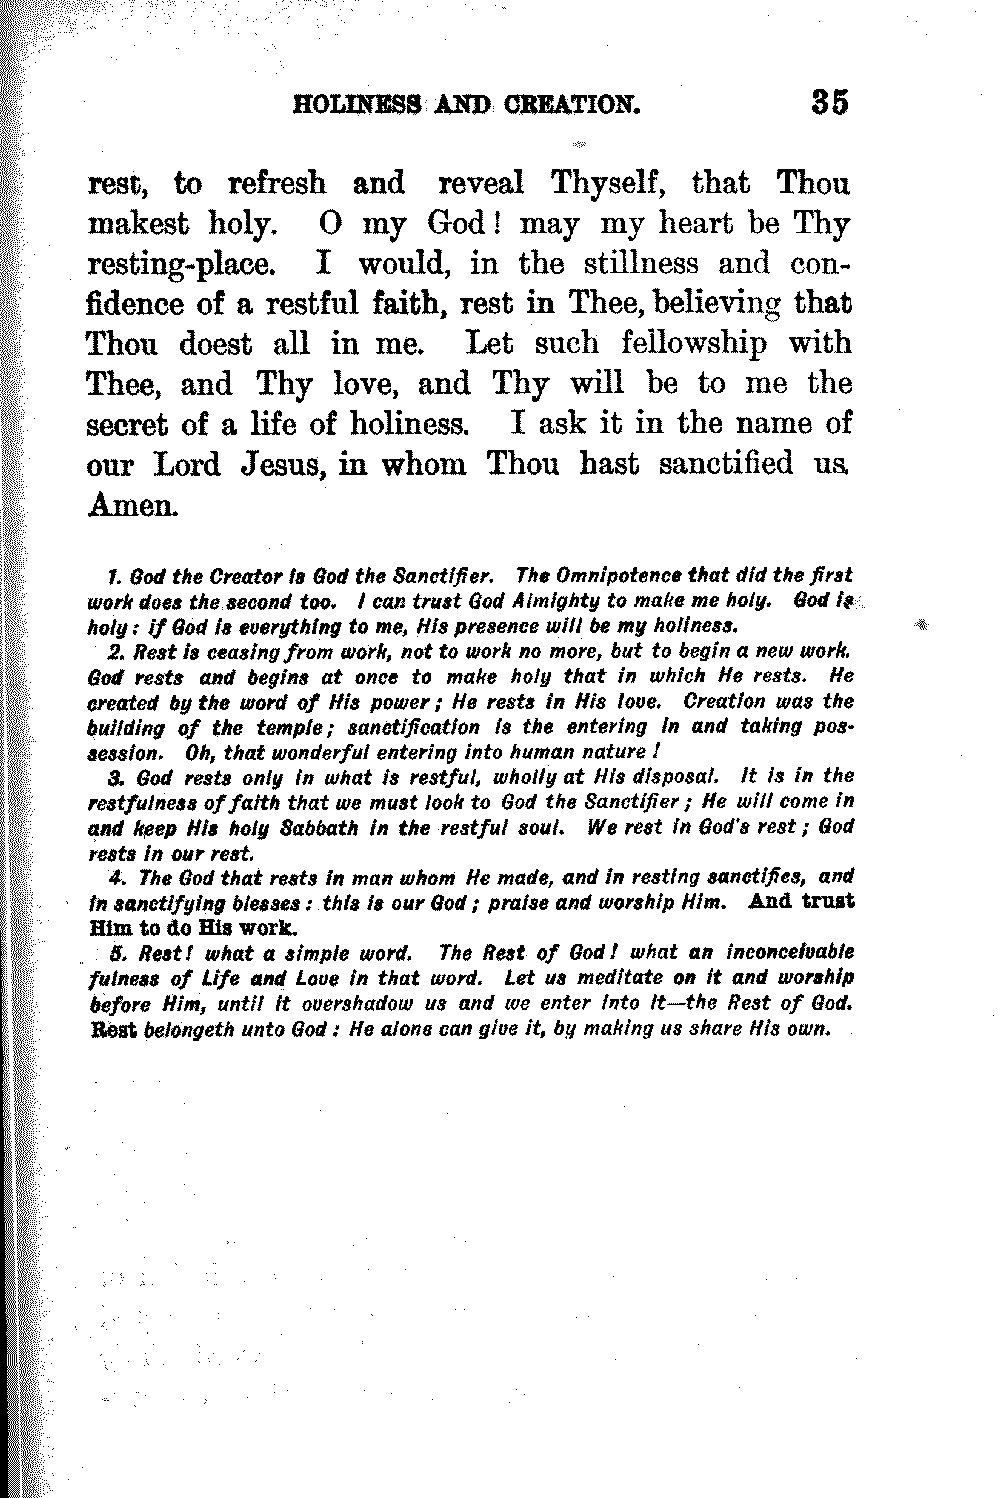 HOLINESS AND CREATION. 35
rest, to refresh and reveal Thyself, that Thou
makest holy. O my God! may my heart be Thy
resting-place. I would, in the stillness and con-
fidence of a restful faith, rest in Thee, believing that
Thou doest all in me. Let such fellowship with
Thee, and Thy love, and Thy will be to me the
secret of a life of holiness. I ask it in the name of
our Lord Jesus, in whom Thou hast sanctified us.
Amen.
1. God the Creator is God the Sanctifier. The Omnipotence that did the first
work does the second too. I can trust God Almighty to make me holy. God is
holy: if God is everything to me, His presence will be my holiness.
2. Rest is ceasing from work, not to work no more, but to begin a new work.
God rests and begins at once to make holy that in which He rests. He
created by the word of His power; He rests in His love. Creation was the
building of the temple; sanctification is the entering in and taking pos-
session. Oh, that wonderful entering into human nature!
3. God rests only in what is restful, wholly at His disposal. It is in the
restfulness of faith that we must look to God the Sanctifier; He will come in
and keep His holy Sabbath in the restful soul. We rest in God's rest; God
rests in our rest.
4. The God that rests in man whom He made, and in resting sanctifies, and
in sanctifying blesses: this is our God; praise and worship Him. And trust
Him to do His work.
5. Rest! what a simple word. The Rest of God! what an inconceivable
fulness of Life and Love in that word. Let us meditate on it and worship
before Him, until it overshadow us and we enter into it—the Rest of God.
Rest belongeth unto God: He alone can give it, by making us share His own.